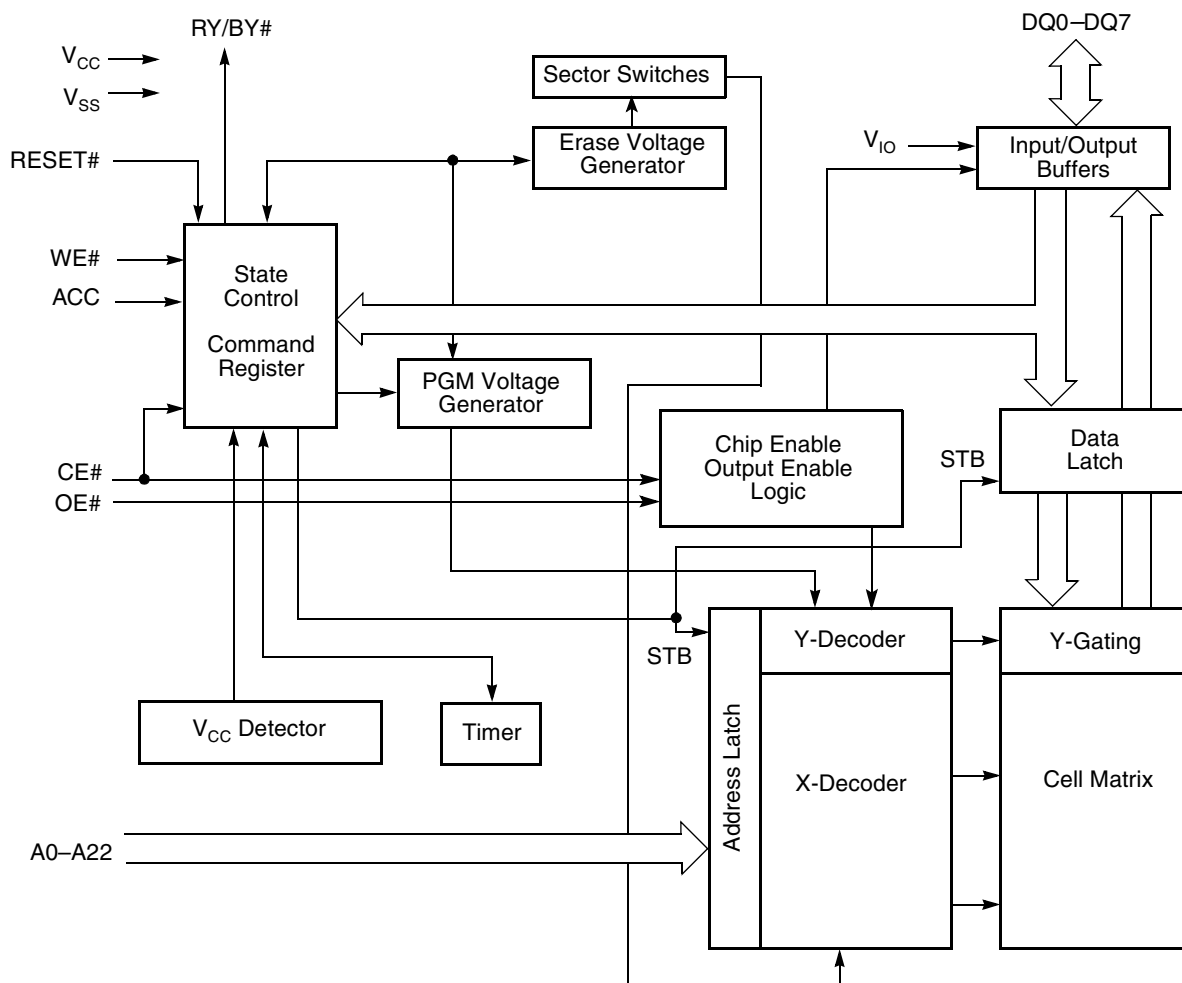 RY/BY#
DQ0–DQ7
VCC
VSS
Sector Switches
RESET#
Erase Voltage
Generator
VIO
Input/Output
Buffers
WE#
ACC
State
Control
Command
Register
PGM Voltage
Generator
CE#
OE#
Chip Enable
Output Enable
Logic
STB
Data
Latch
STB
Y-Decoder
Y-Gating
VCC Detector
Timer
Address Latch
X-Decoder
Cell Matrix
A0–A22